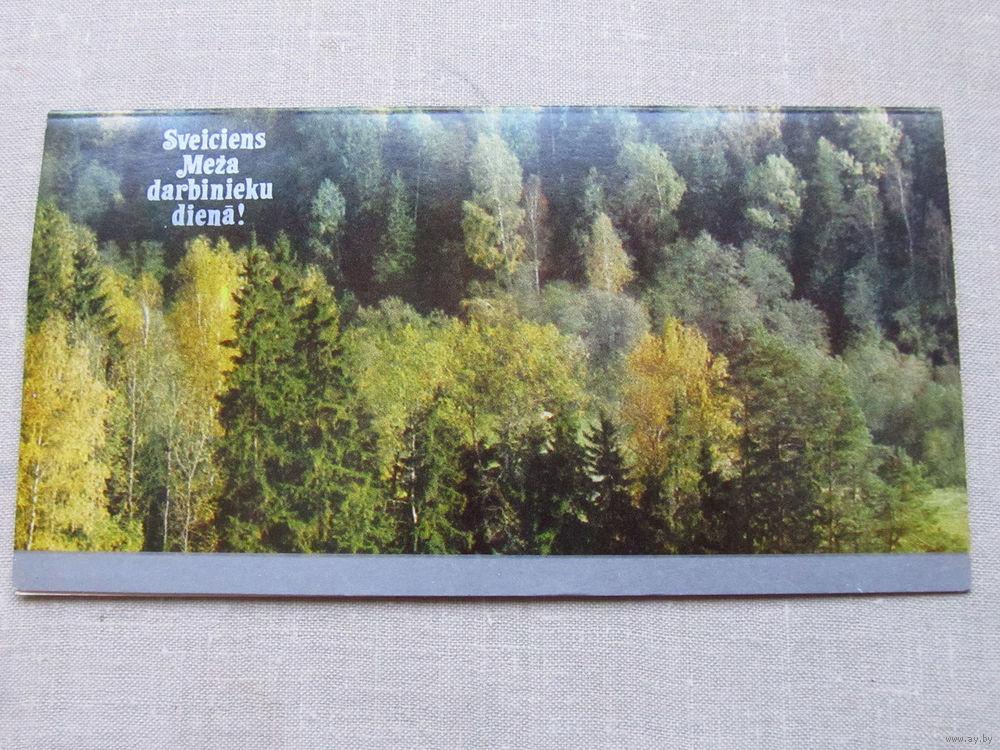 Sveiciens
Meža
darbinieku
dienā!
www.ay.by